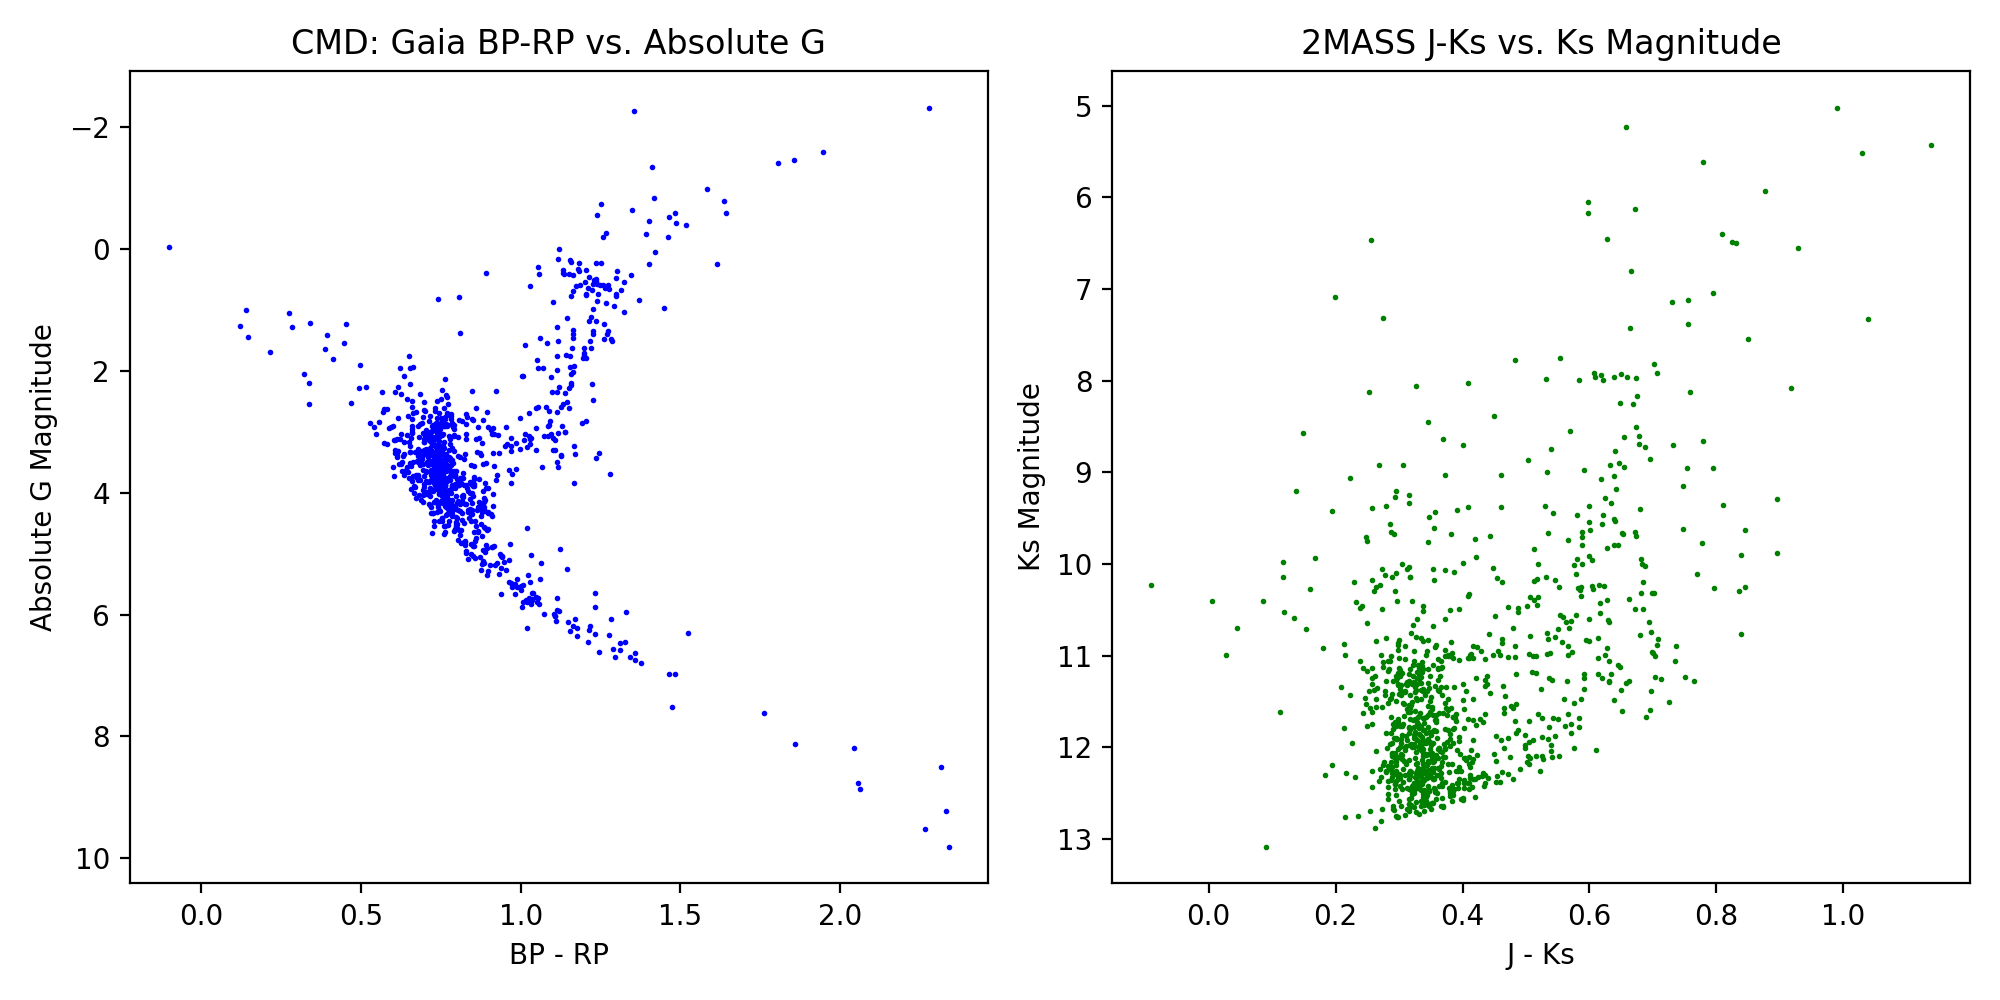 CMD: Gaia BP-RP vs. Absolute G
Absolute G Magnitude
−2
0
2
4
6
8
10
0.0 0.5 1.0 1.5 2.0
BP - RP
2MASS J-Ks vs. Ks Magnitude
Ks Magnitude
5
6
7
8
9
10
11
12
13
0.0 0.2 0.4 0.6 0.8 1.0
J - Ks